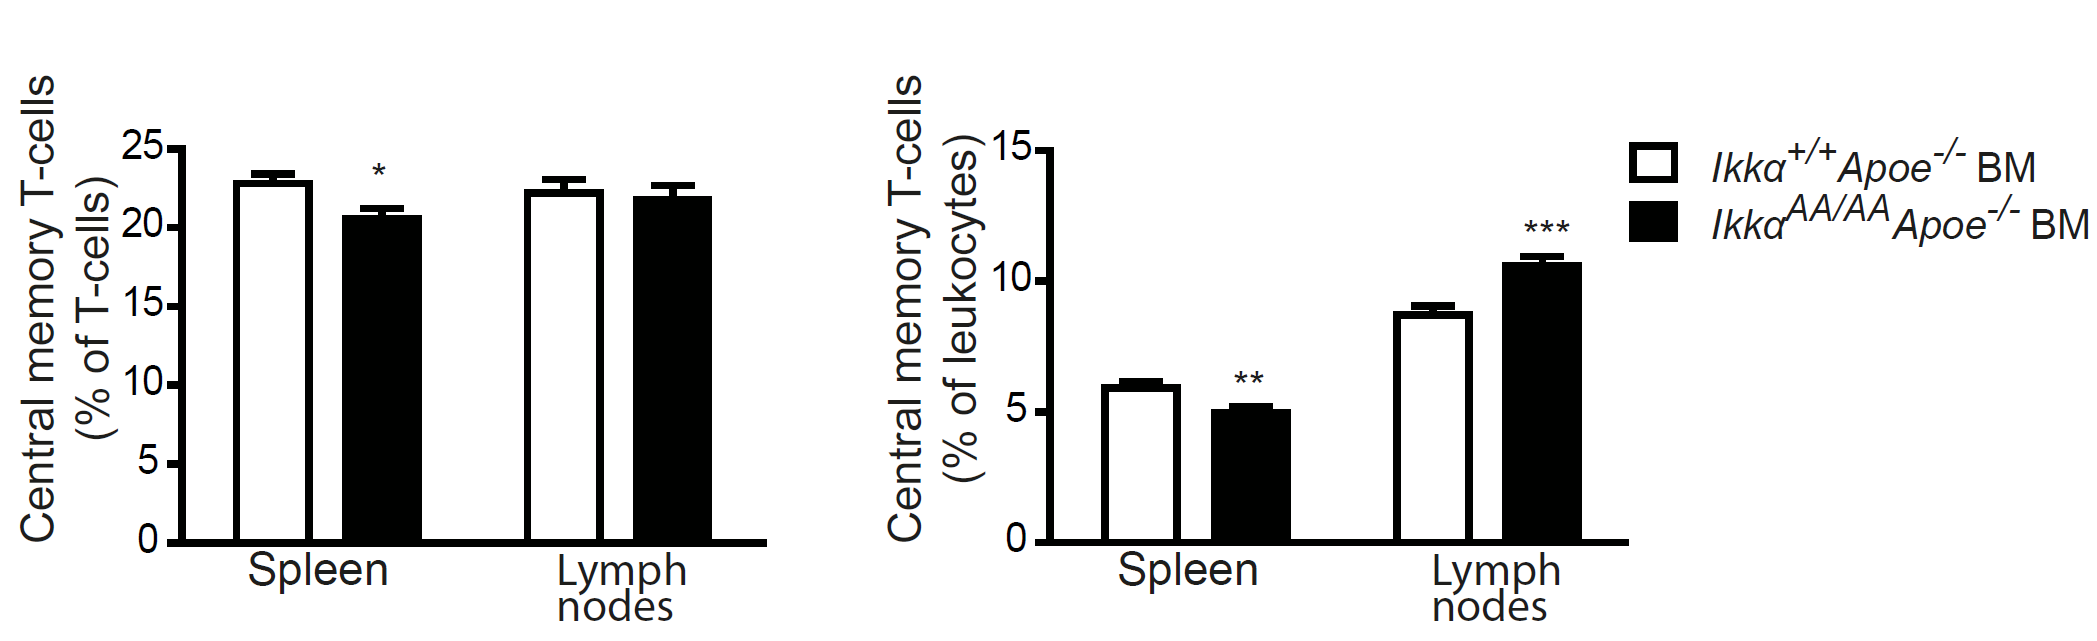 Central memory T-cells
(% of T-cells)
25
20
15
10
5
0
*
Spleen
Lymph
nodes
Central memory T-cells
(% of leukocytes)
15
10
5
0
**
***
Spleen
Lymph
nodes
Ikkα+/+Apoe-/- BM
IkkαAA/AAApoe-/- BM